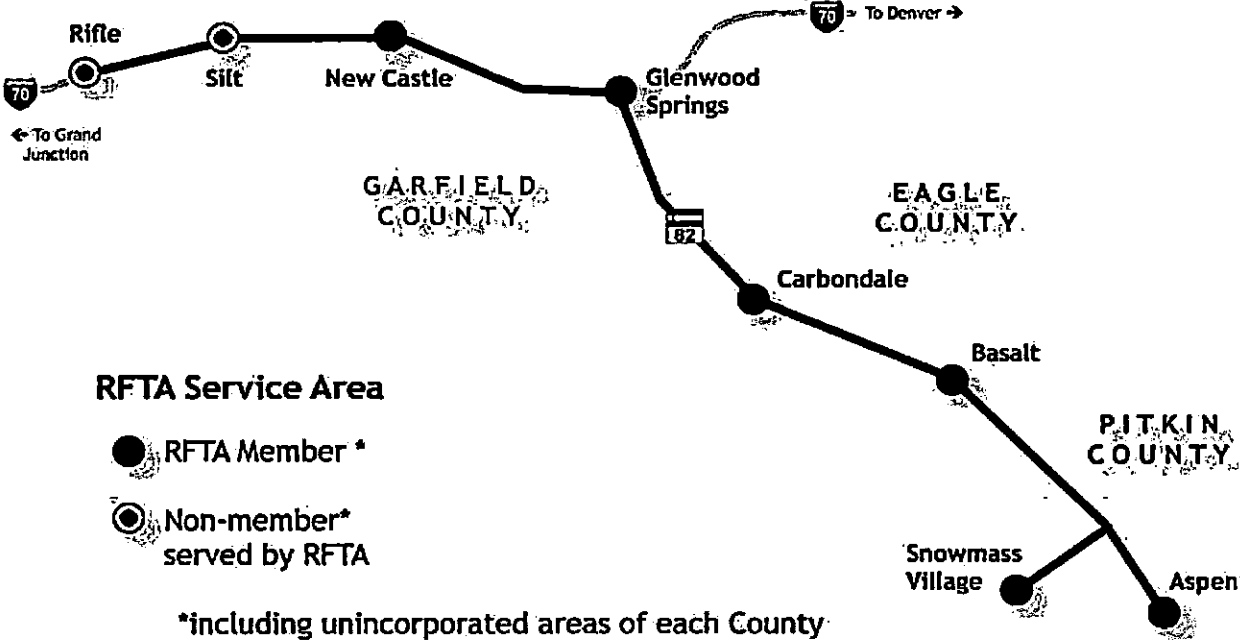 70 To Denver →
Rifle
Silt
New Castle
Glenwood
Springs
70
← To Grand
Junction
GARFIELD
COUNTY
EAGLE
COUNTY
82
Carbondale
Basalt
RFTA Service Area
PITKIN
COUNTY
RFTA Member *
Non-member*
served by RFTA
Snowmass
Village
Aspen
*including unincorporated areas of each County